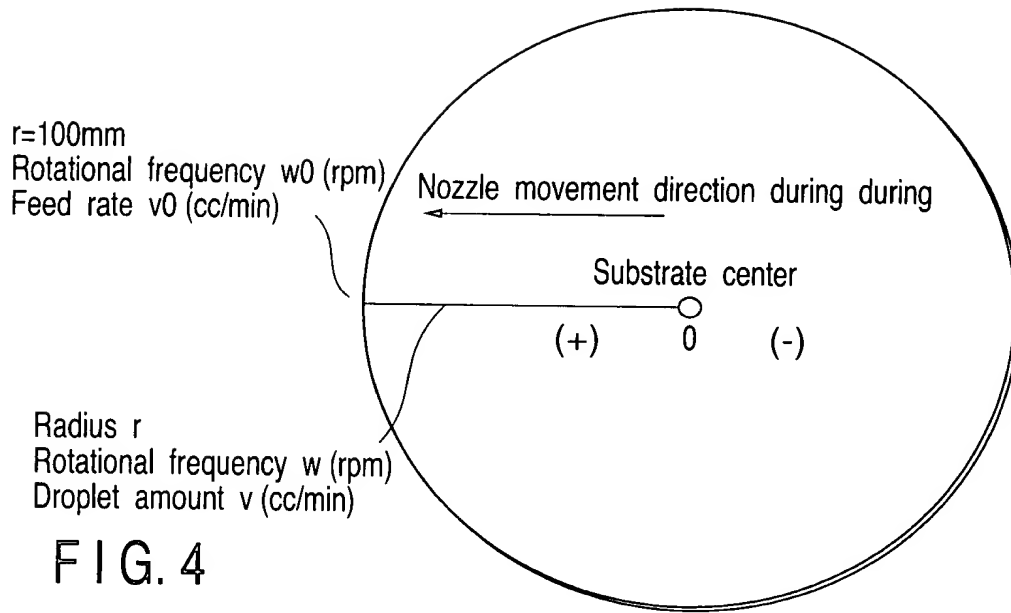 r=100mm
Rotational frequency w0 (rpm)
Feed rate v0 (cc/min)
Nozzle movement direction during during
Substrate center
(+) 0 (-)
Radius r
Rotational frequency w (rpm)
Droplet amount v (cc/min)
FIG. 4